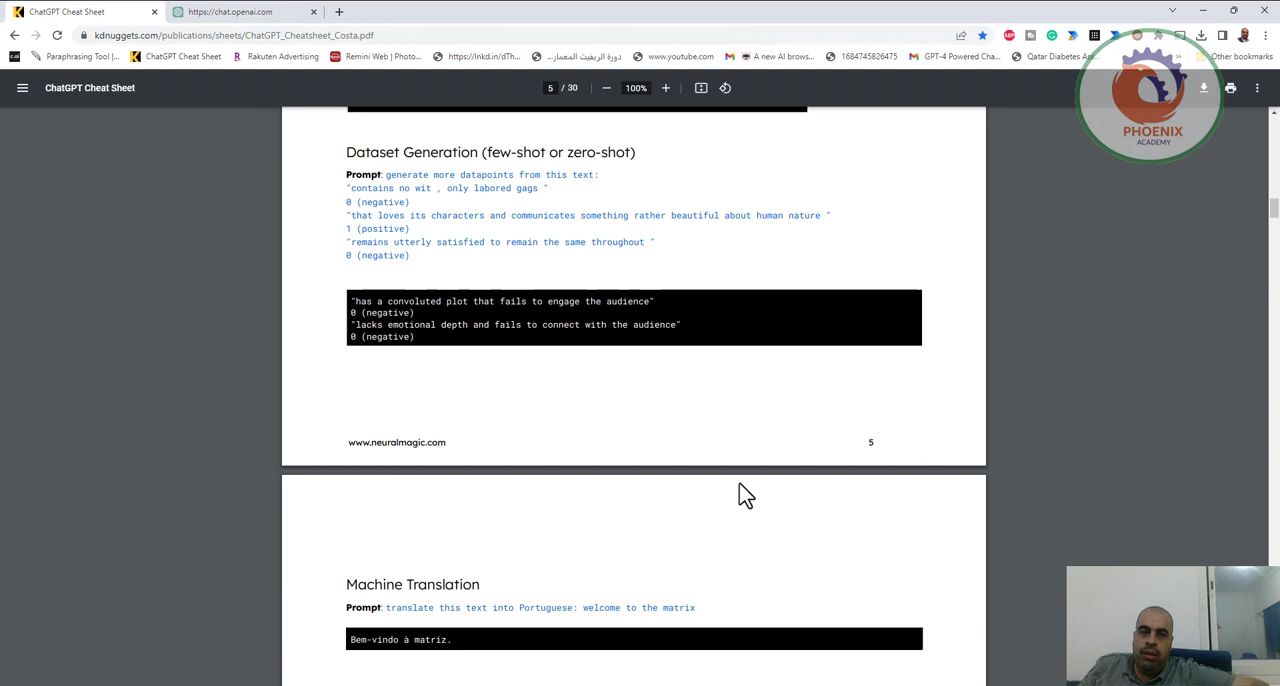 ChatGPT Cheat Sheet
https://chat.openai.com/
kdnuggets.com/publications/sheets/ChatGPT_Cheatsheet_Costa.pdf
Paraphrasing Tool |...
ChatGPT Cheat Sheet
Rakuten Advertising
Remini Web | Photo...
https://lnkd.in/dTh...
دورة الريفيت المعمار...
www.youtube.com
A new AI brows...
1684745826475
GPT-4 Powered Cha...
Qatar Diabetes As
Other bookmarks
ChatGPT Cheat Sheet
5 / 30
100%
PHOENIX
ACADEMY
Dataset Generation (few-shot or zero-shot)
Prompt: generate more datapoints from this text:
"contains no wit , only labored gags "
0 (negative)
"that loves its characters and communicates something rather beautiful about human nature "
1 (positive)
"remains utterly satisfied to remain the same throughout "
0 (negative)
"has a convoluted plot that fails to engage the audience"
0 (negative)
"lacks emotional depth and fails to connect with the audience"
0 (negative)
www.neuralmagic.com
5
Machine Translation
Prompt: translate this text into Portuguese: welcome to the matrix
Bem-vindo à matriz.